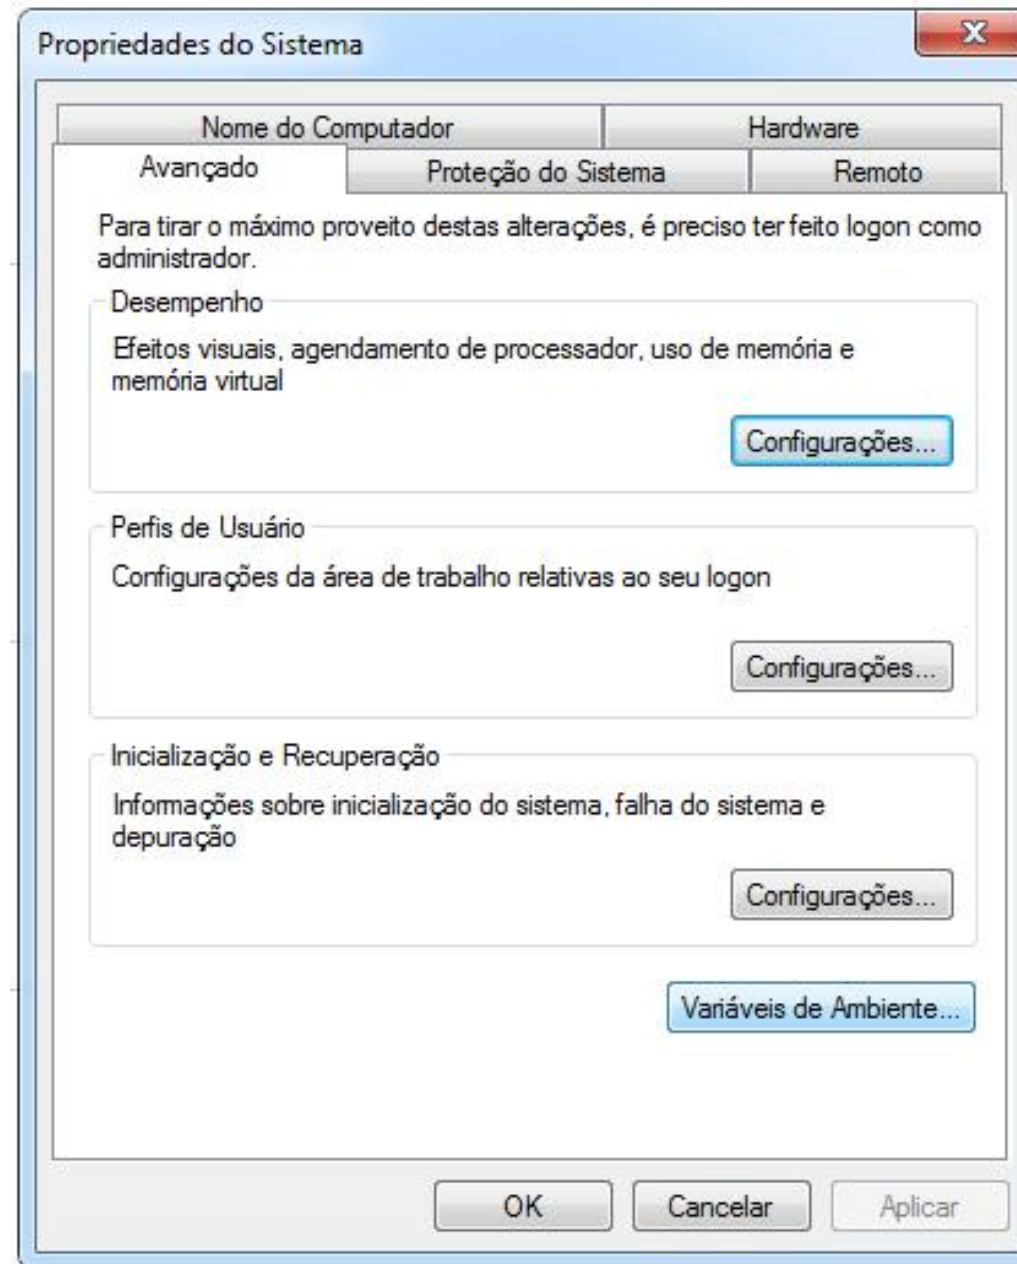 Propriedades do Sistema
Nome do Computador
Hardware
Avançado
Proteção do Sistema
Remoto
Para tirar o máximo proveito destas alterações, é preciso ter feito logon como
administrador.
Desempenho
Efeitos visuais, agendamento de processador, uso de memória e
memória virtual
Configurações...
Perfis de Usuário
Configurações da área de trabalho relativas ao seu logon
Configurações...
Inicialização e Recuperação
Informações sobre inicialização do sistema, falha do sistema e
depuração
Configurações...
Variáveis de Ambiente...
OK
Cancelar
Aplicar